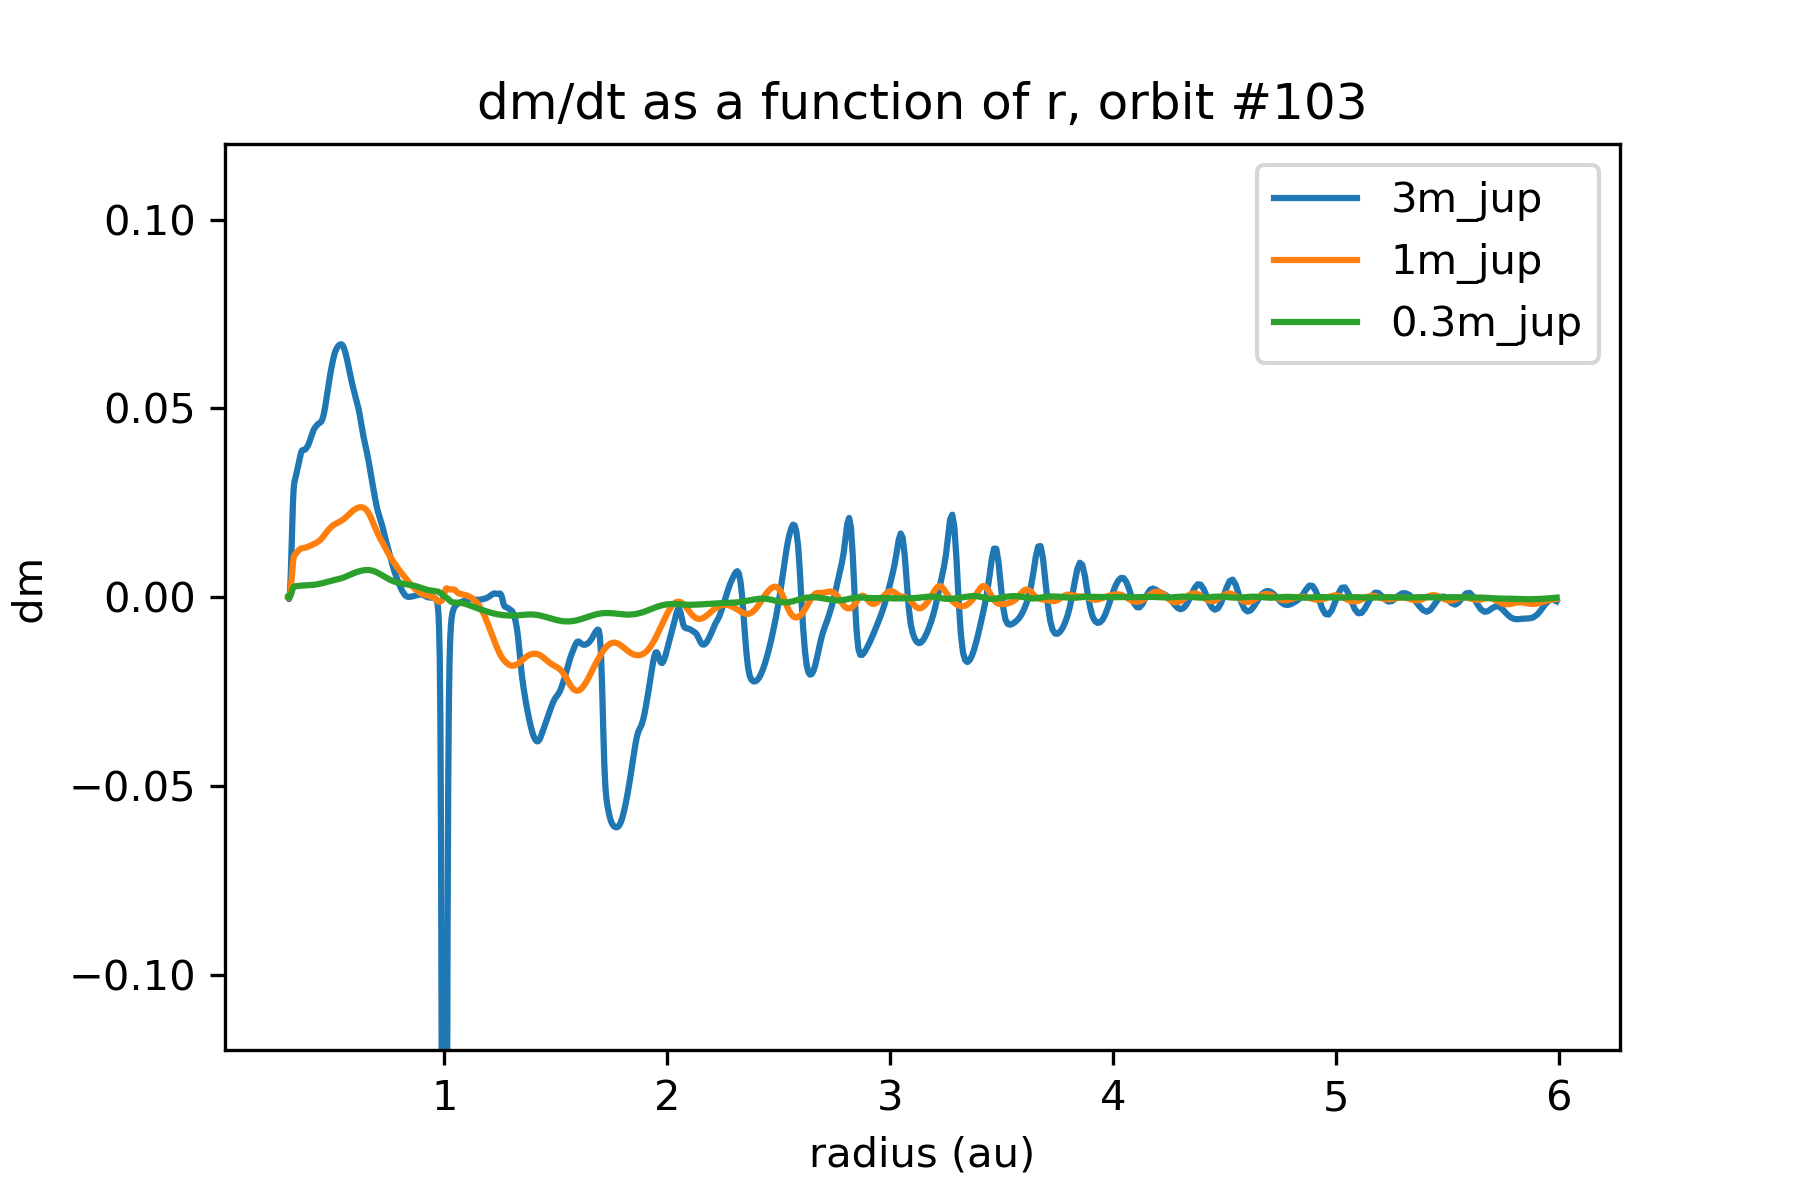 dm/dt as a function of r, orbit #103
3m_jup
1m_jup
0.3m_jup
0.10
0.05
0.00
−0.05
−0.10
dm
1 2 3 4 5 6
radius (au)